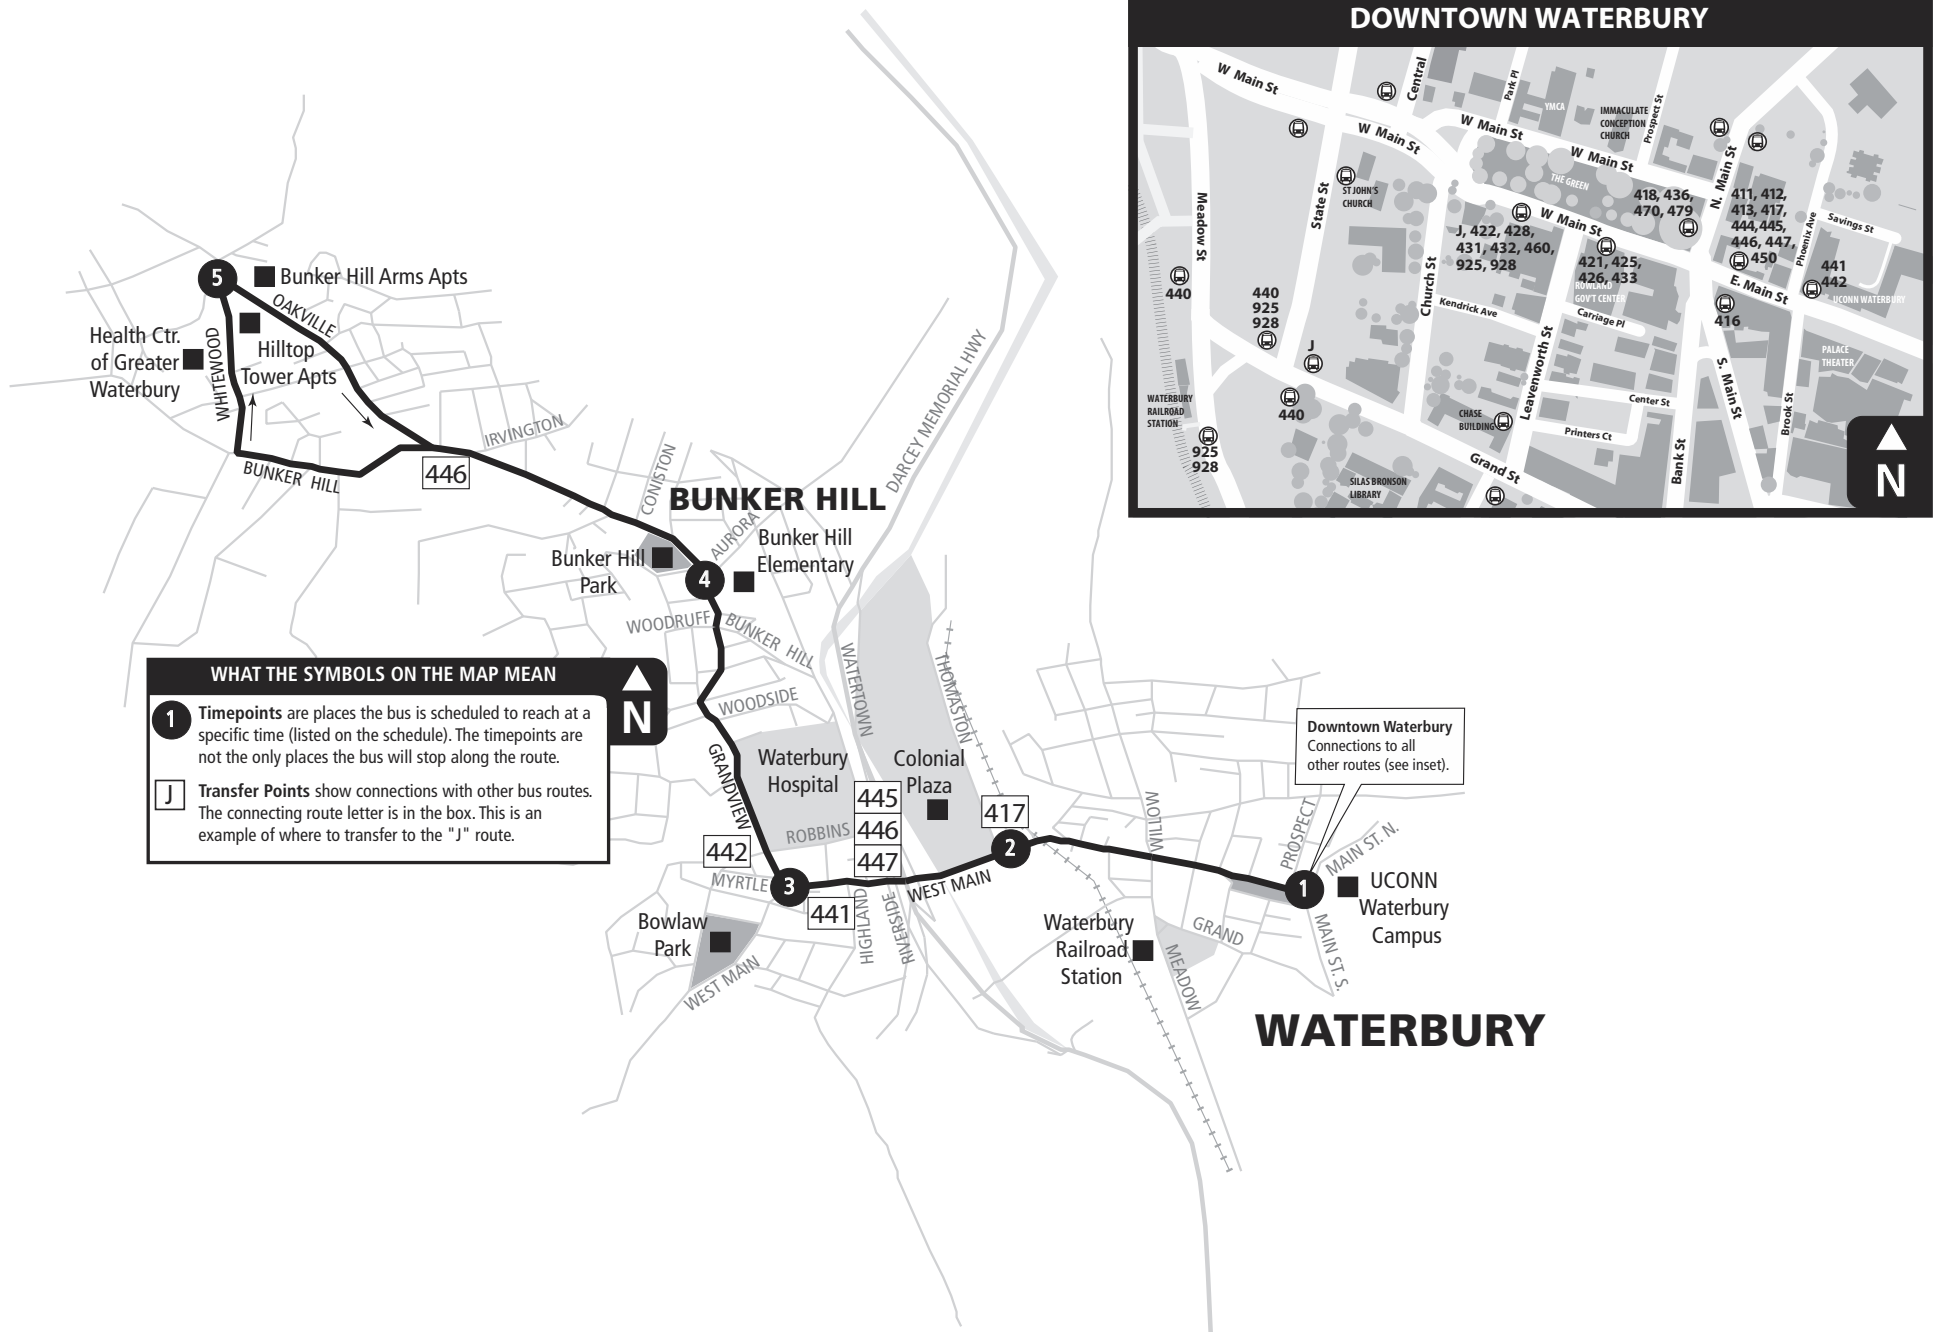 DOWNTOWN WATERBURY
W Main St
Central
Park Pl
YMCA
IMMACULATE
CONCEPTION
CHURCH
Prospect St
W Main St
W Main St
W Main St
N. Main St
THE GREEN
State St
ST JOHN'S
CHURCH
Meadow St
418, 436,
470, 479
411, 412,
413, 417,
444,445,
446, 447,
450
W Main St
J, 422, 428,
431, 432, 460,
925, 928
421, 425,
426, 433
ROWLAND
GOV'T CENTER
Phoenix Ave
Savings St
441
442
UCONN WATERBURY
E. Main St
416
440
440
925
928
J
440
Church St
Kendrick Ave
Carriage Pl
Leavenworth St
PALACE
THEATER
S. Main St
Center St
Brook St
WATERBURY
RAILROAD
STATION
CHASE
BUILDING
Printers Ct
Bank St
925
928
Grand St
SILAS BRONSON
LIBRARY
N
5
Bunker Hill Arms Apts
OAKVILLE
Health Ctr.
of Greater
Waterbury
WHITEWOOD
Hilltop
Tower Apts
DARCEY MEMORIAL HWY
IRVINGTON
BUNKER HILL
446
CONISTON
BUNKER HILL
AURORA
Bunker Hill
Park
4
Bunker Hill
Elementary
WOODRUFF
BUNKER HILL
WATERTOWN
THOMASTON
WOODSIDE
WHAT THE SYMBOLS ON THE MAP MEAN
N
1
Timepoints are places the bus is scheduled to reach at a
specific time (listed on the schedule). The timepoints are
not the only places the bus will stop along the route.
J
Transfer Points show connections with other bus routes.
The connecting route letter is in the box. This is an
example of where to transfer to the "J" route.
GRANDVIEW
Waterbury
Hospital
Colonial
Plaza
445
446
447
417
ROBBINS
2
442
MYRTLE
3
441
WEST MAIN
HIGHLAND
RIVERSIDE
Bowlaw
Park
WEST MAIN
WILLOW
Downtown Waterbury
Connections to all
other routes (see inset).
PROSPECT
MAIN ST. N.
1
UCONN
Waterbury
Campus
MAIN ST. S.
GRAND
MEADOW
Waterbury
Railroad
Station
WATERBURY